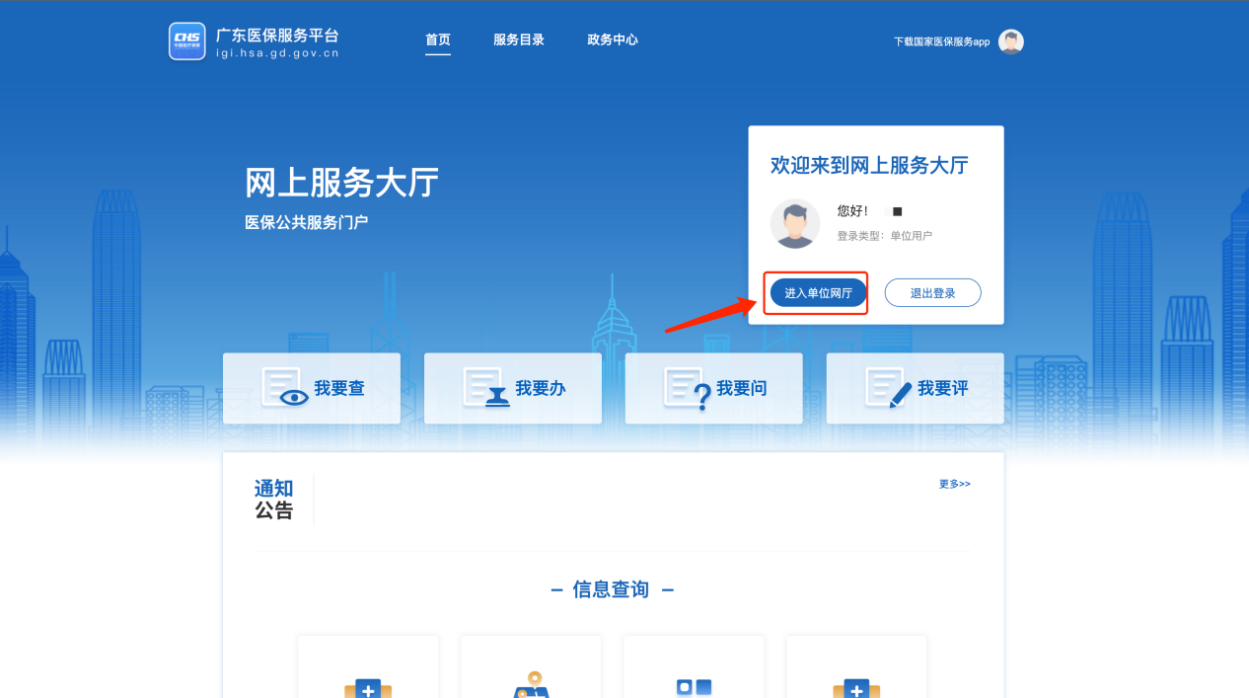 CHS
广东医保服务平台
igi.hsa.gd.gov.cn
首页
服务目录
政务中心
下载国家医保服务app
网上服务大厅
医保公共服务门户
欢迎来到网上服务大厅
您好！
登录类型：单位用户
进入单位网厅
退出登录
我要查
我要办
我要问
我要评
通知
公告
更多>>
— 信息查询 —